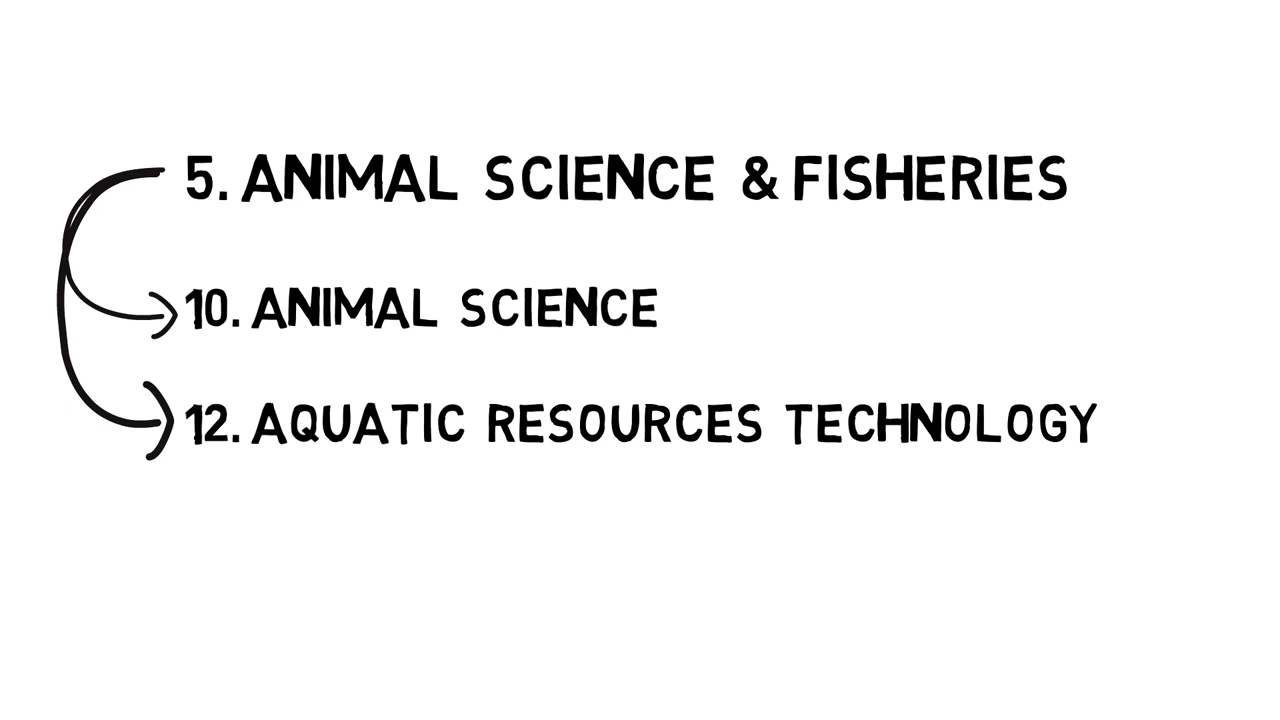 5. ANIMAL SCIENCE & FISHERIES
10. ANIMAL SCIENCE
12. AQUATIC RESOURCES TECHNOLOGY